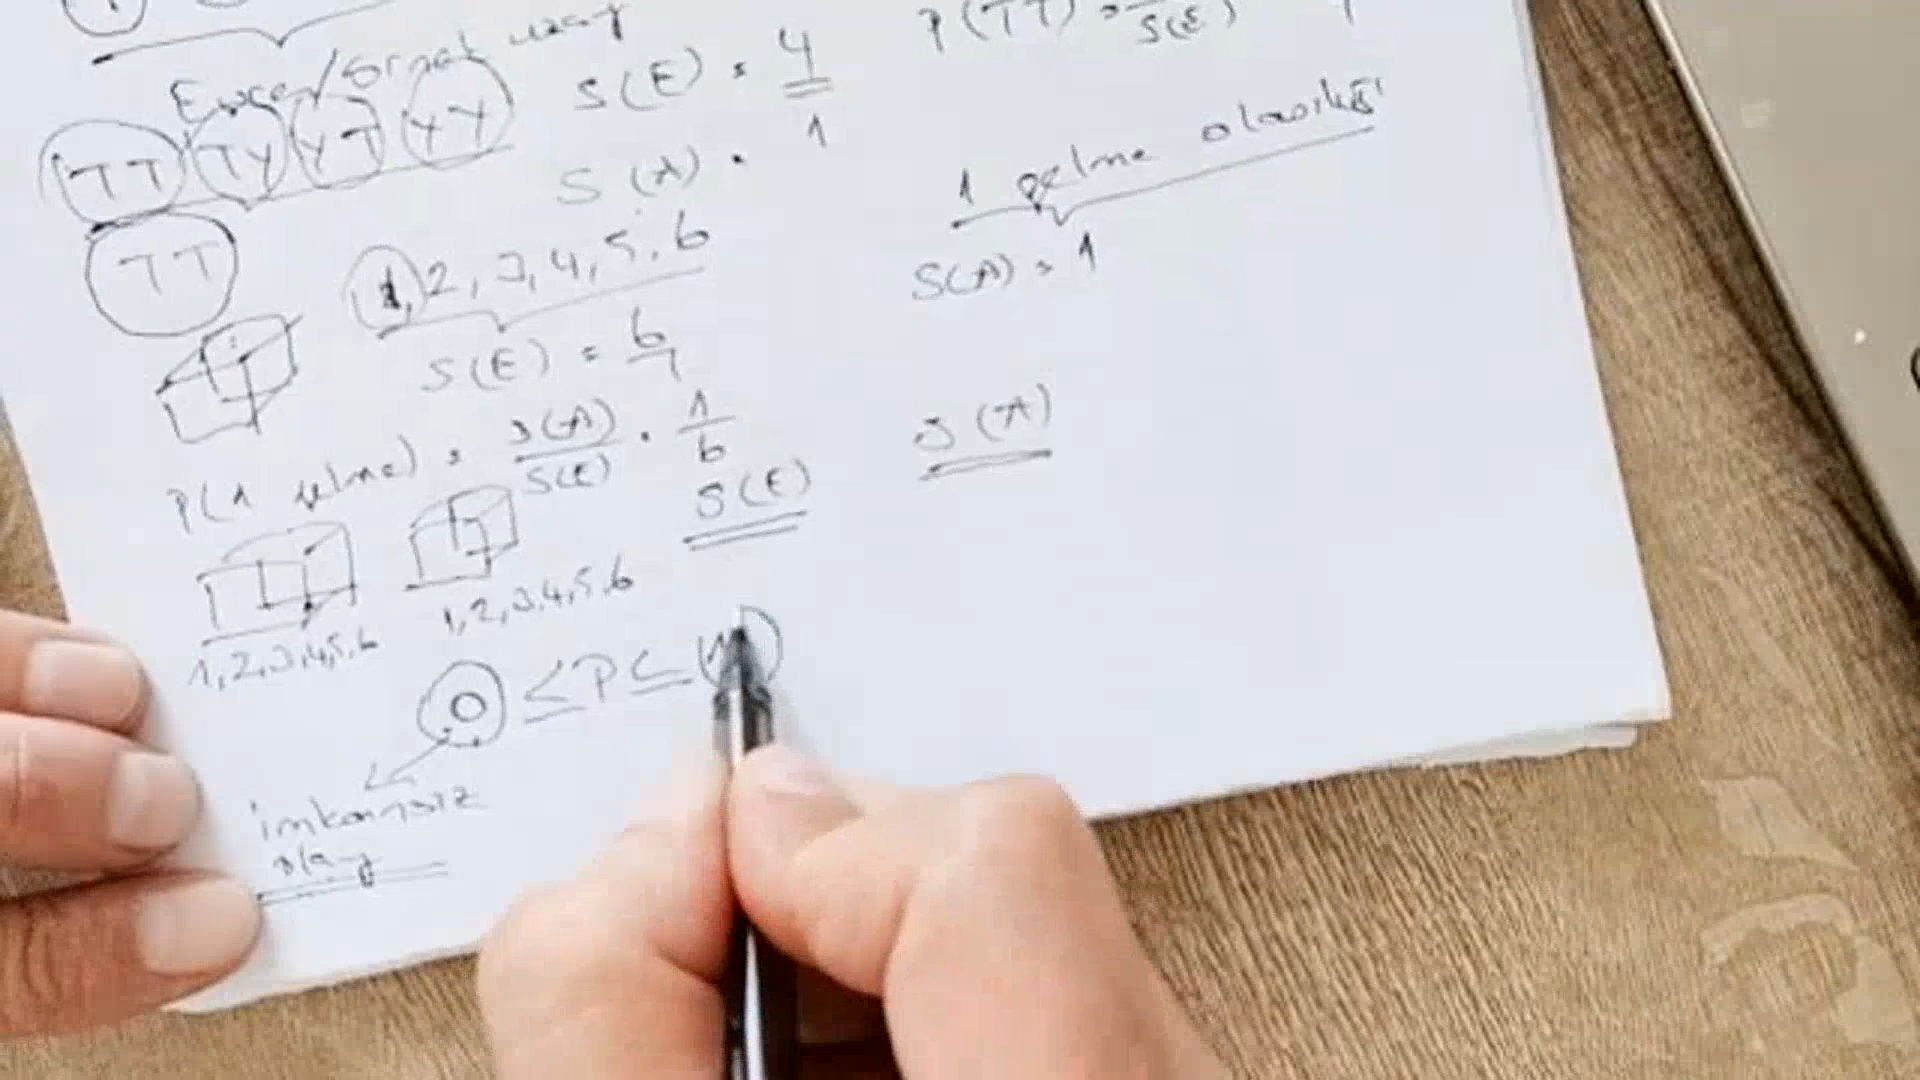 Evren/örnek uzay
TT TY YT YY
S(E) = 4
S(A) = 1
TT
1, 2, 3, 4, 5, 6
S(E) = 6
P(1 gelme) = S(A)/S(E) = 1/6
S(E)
1, 2, 3, 4, 5, 6
1, 2, 3, 4, 5, 6
0 ≤ P ≤
imkansız
olay
P(TT) = S(E)
1 gelme olasılığı
S(A) = 1
S(A)